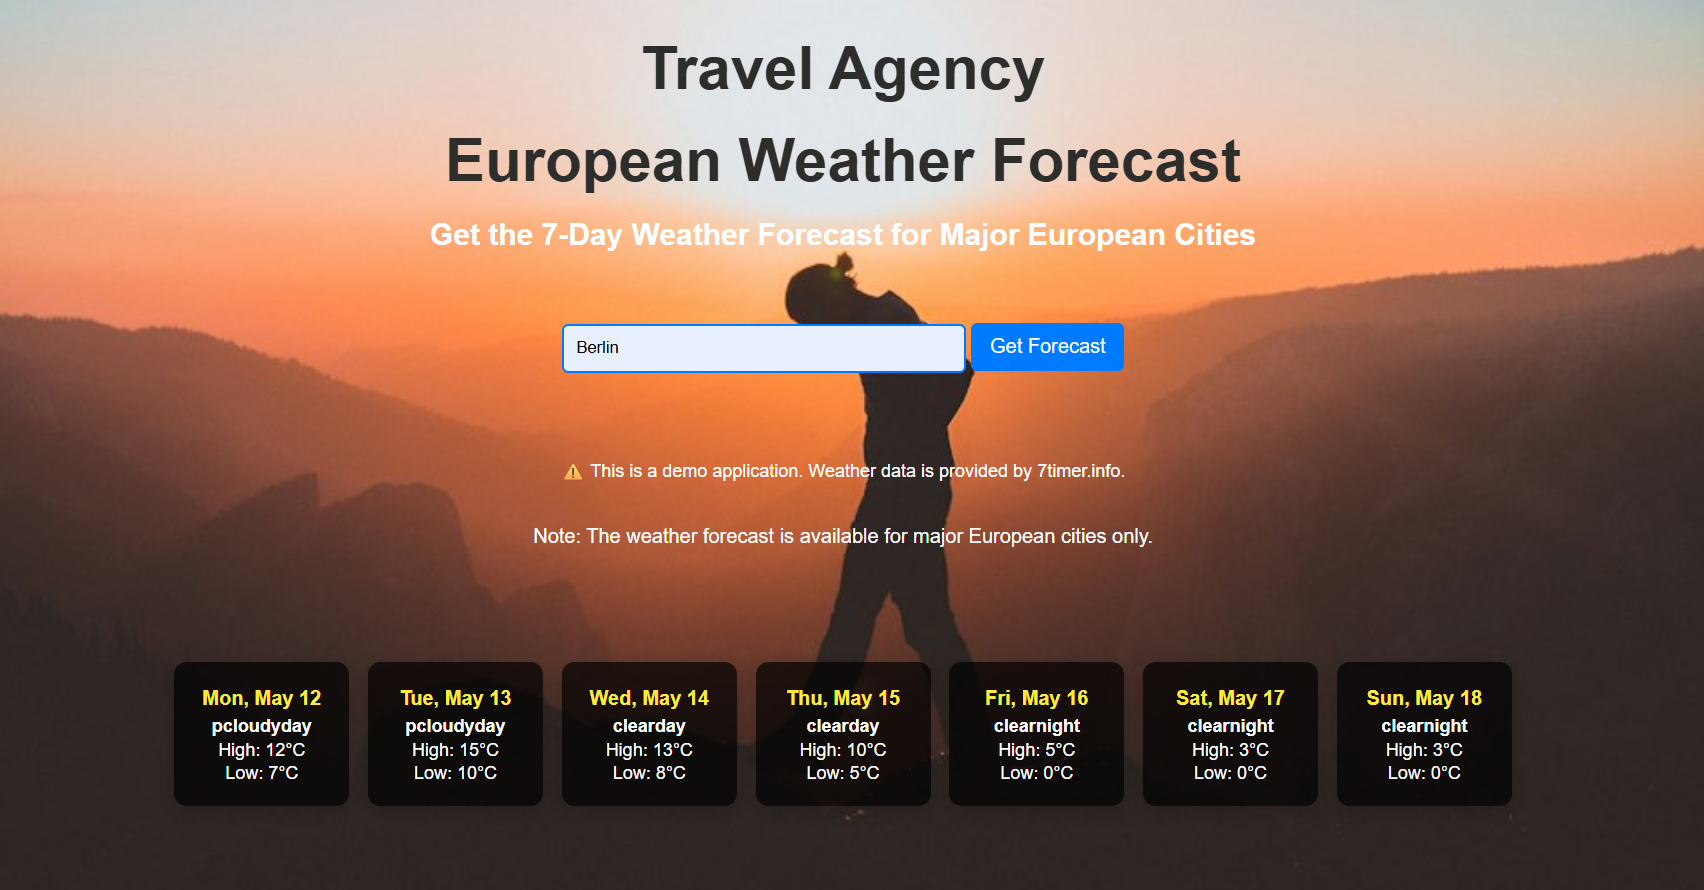 Travel Agency
European Weather Forecast
Get the 7-Day Weather Forecast for Major European Cities
Berlin
Get Forecast
⚠️ This is a demo application. Weather data is provided by 7timer.info.
Note: The weather forecast is available for major European cities only.
Mon, May 12
pcloudyday
High: 12°C
Low: 7°C
Tue, May 13
pcloudyday
High: 15°C
Low: 10°C
Wed, May 14
clearday
High: 13°C
Low: 8°C
Thu, May 15
clearday
High: 10°C
Low: 5°C
Fri, May 16
clearnight
High: 5°C
Low: 0°C
Sat, May 17
clearnight
High: 3°C
Low: 0°C
Sun, May 18
clearnight
High: 3°C
Low: 0°C